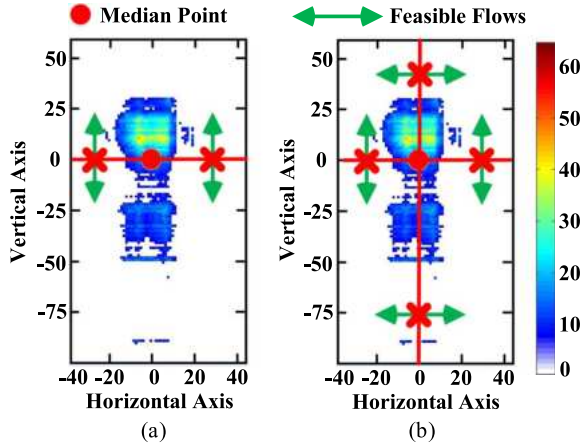 Median Point
Feasible Flows
50
25
0
-25
-50
-75
Vertical Axis
-40 -20 0 20 40
Horizontal Axis
(a)
50
25
0
-25
-50
-75
Vertical Axis
-40 -20 0 20 40
Horizontal Axis
(b)
60
50
40
30
20
10
0